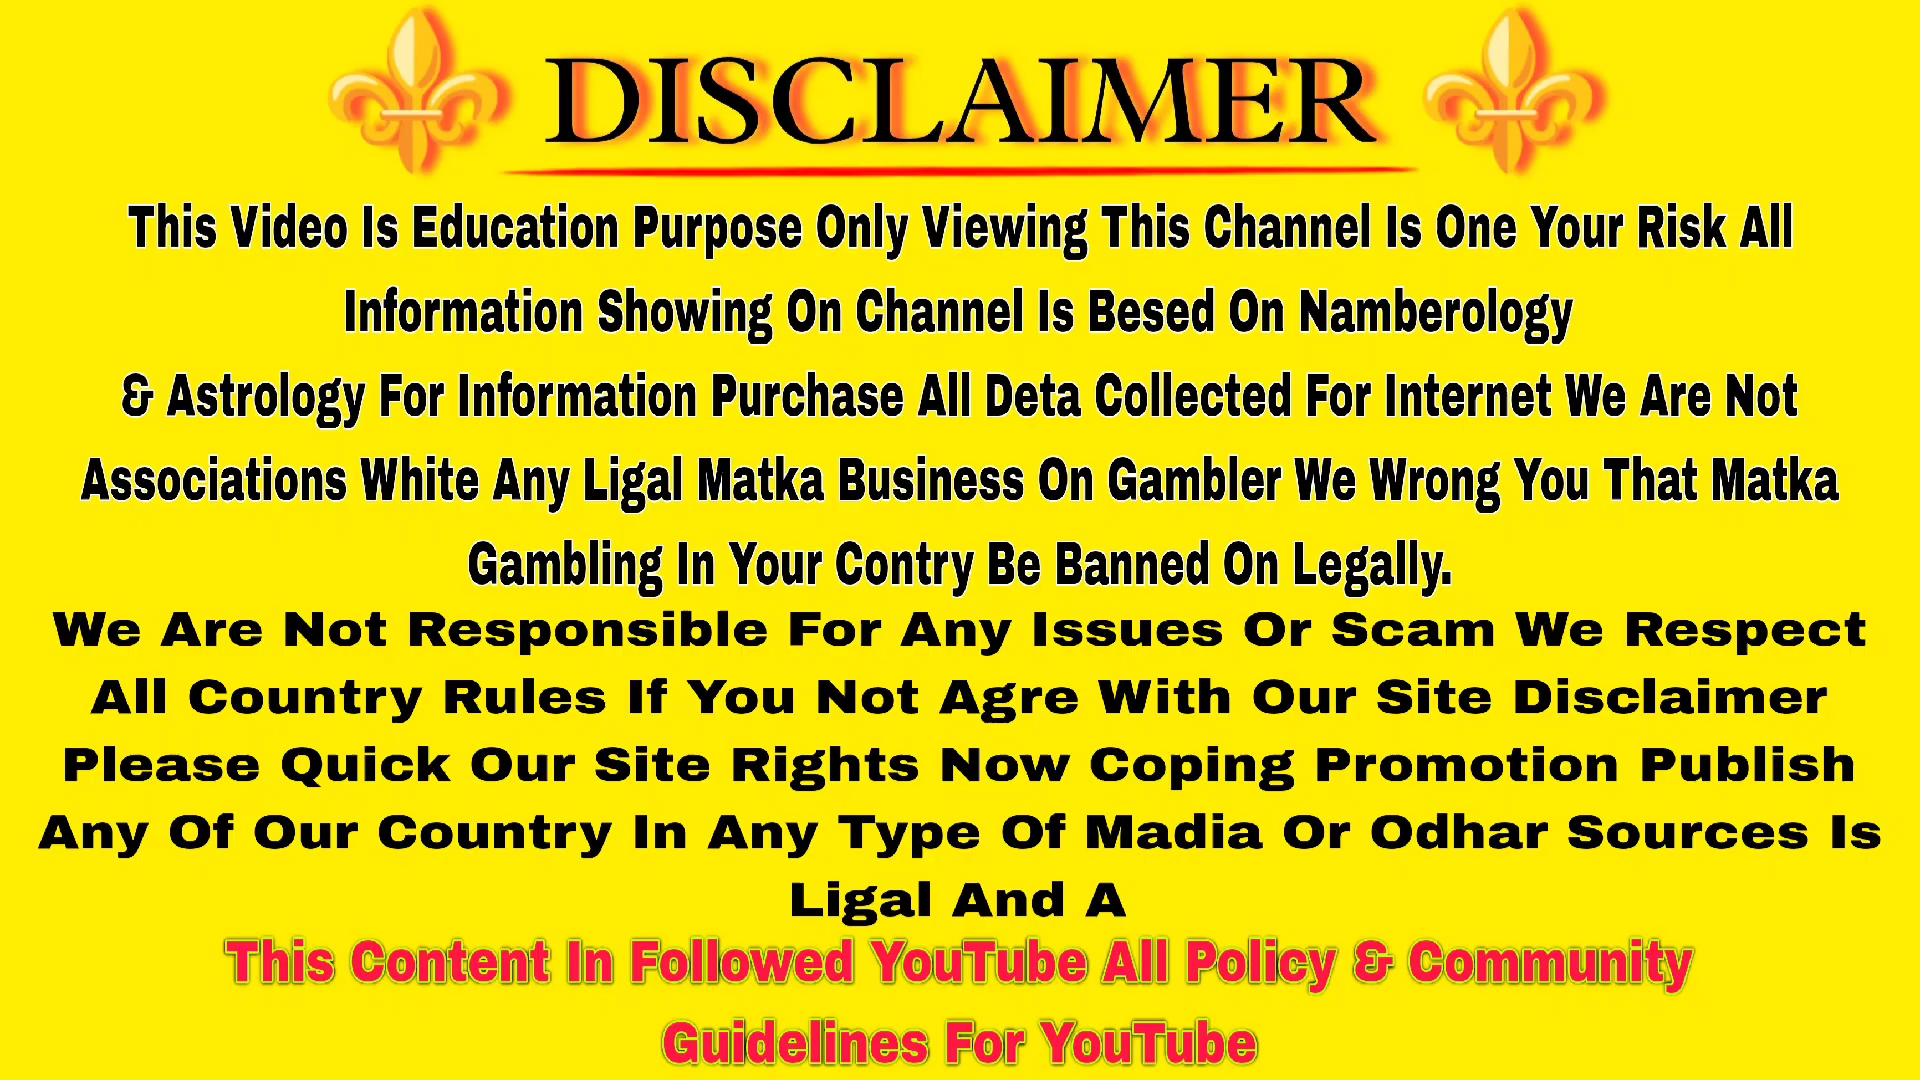 DISCLAIMER
This Video Is Education Purpose Only Viewing This Channel Is One Your Risk All
Information Showing On Channel Is Besed On Namberology
& Astrology For Information Purchase All Deta Collected For Internet We Are Not
Associations White Any Ligal Matka Business On Gambler We Wrong You That Matka
Gambling In Your Contry Be Banned On Legally.
We Are Not Responsible For Any Issues Or Scam We Respect
All Country Rules If You Not Agre With Our Site Disclaimer
Please Quick Our Site Rights Now Coping Promotion Publish
Any Of Our Country In Any Type Of Madia Or Odhar Sources Is
Ligal And A
This Content In Followed YouTube All Policy & Community
Guidelines For YouTube